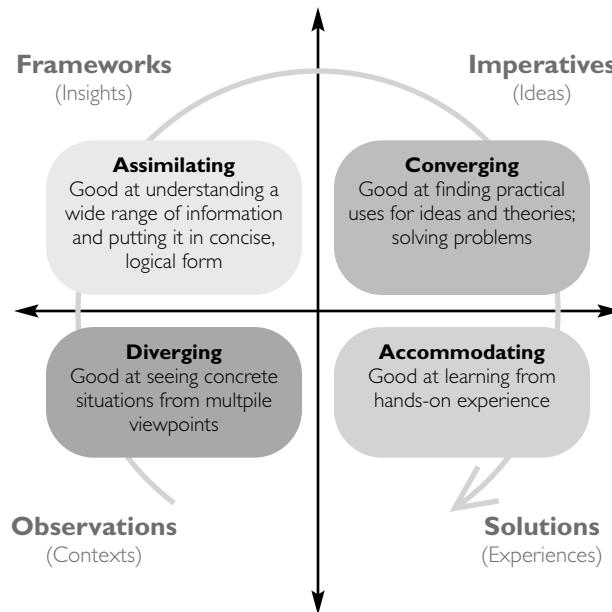 Frameworks
(Insights)
Imperatives
(Ideas)
Assimilating
Good at understanding a
wide range of information
and putting it in concise,
logical form
Converging
Good at finding practical
uses for ideas and theories;
solving problems
Diverging
Good at seeing concrete
situations from multpile
viewpoints
Accommodating
Good at learning from
hands-on experience
Observations
(Contexts)
Solutions
(Experiences)